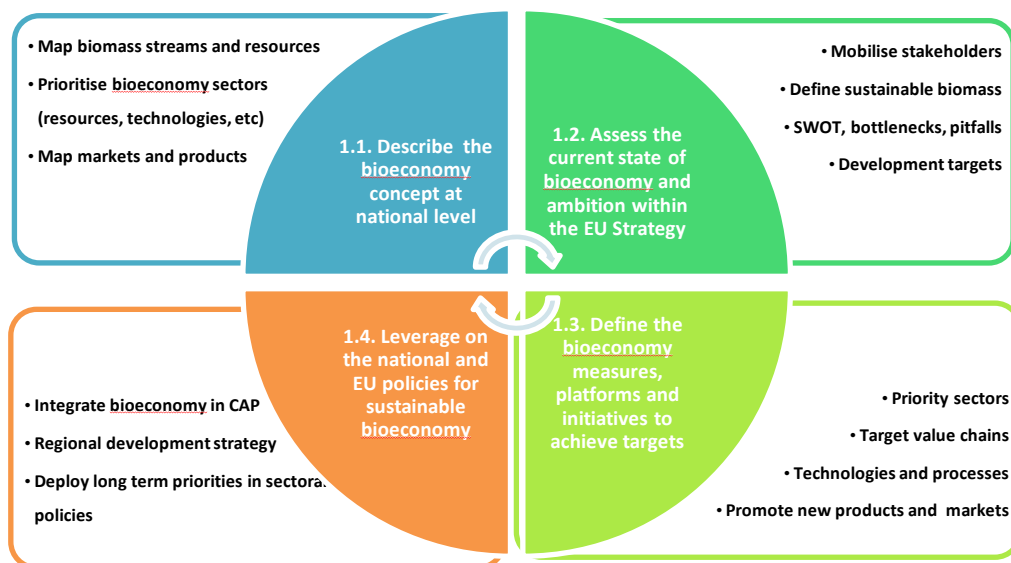 • Map biomass streams and resources
• Prioritise bioeconomy sectors
(resources, technologies, etc)
• Map markets and products
1.1. Describe the
bioeconomy
concept at
national level
1.2. Assess the
current state of
bioeconomy and
ambition within
the EU Strategy
• Mobilise stakeholders
• Define sustainable biomass
• SWOT, bottlenecks, pitfalls
• Development targets
• Integrate bioeconomy in CAP
• Regional development strategy
• Deploy long term priorities in sectoral
policies
1.4. Leverage on
the national and
EU policies for
sustainable
bioeconomy
1.3. Define the
bioeconomy
measures,
platforms and
initiatives to
achieve targets
• Priority sectors
• Target value chains
• Technologies and processes
• Promote new products and markets